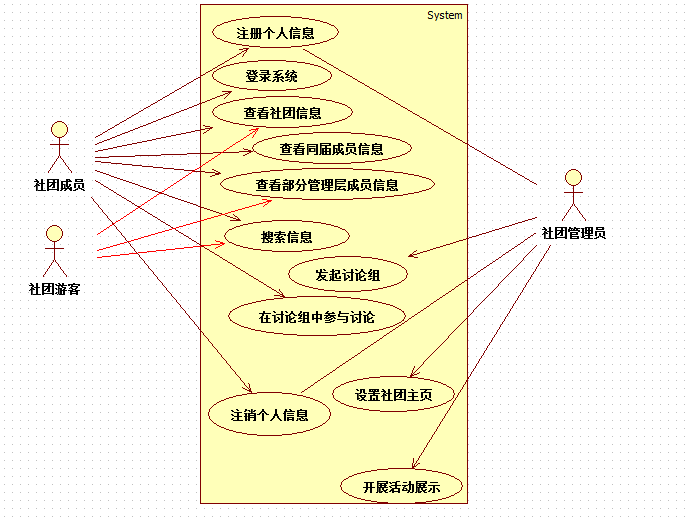 System
注册个人信息
登录系统
查看社团信息
查看同届成员信息
社团成员
查看部分管理层成员信息
社团管理员
搜索信息
发起讨论组
社团游客
在讨论组中参与讨论
设置社团主页
注销个人信息
开展活动展示